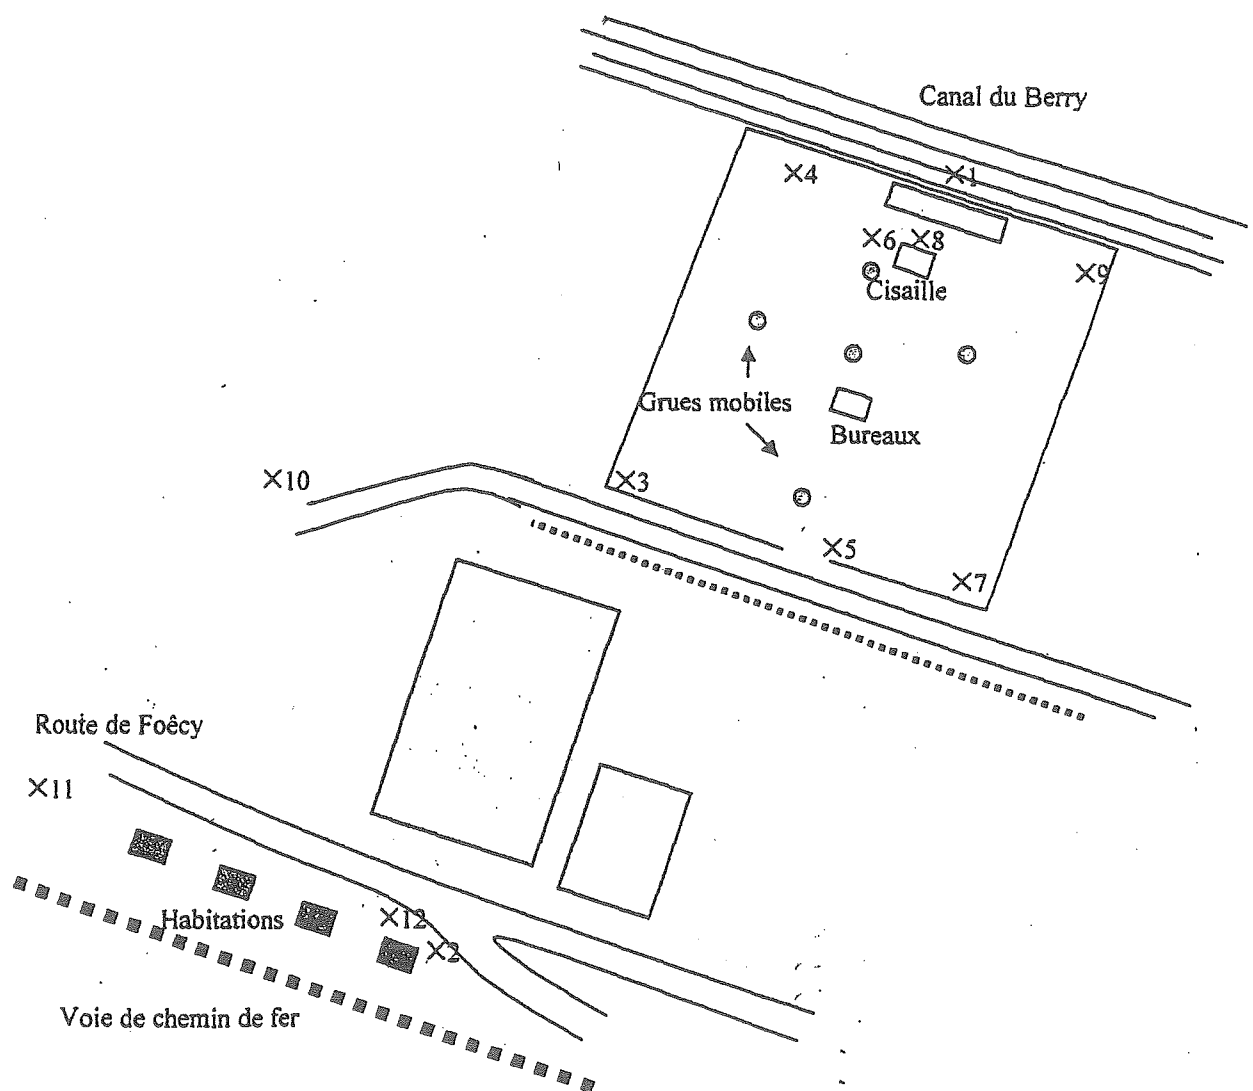 Canal du Berry
×4
×1
×6
×8
×9
Cisaille
Grues mobiles
Bureaux
×10
×3
×5
×7
Route de Foêcy
×11
×12
Habitations
×2
Voie de chemin de fer